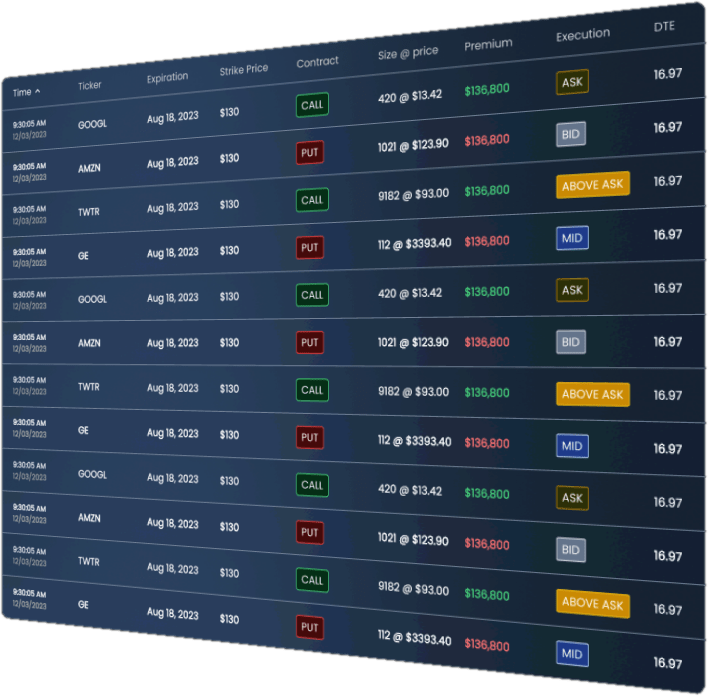 Time Ticker Expiration Strike Price Contract Size @ price Premium Execution DTE
9:30:05 AM
12/03/2023 GOOGL Aug 18, 2023 $130 CALL 420 @ $13.42 $136,800 ASK 16.97
9:30:05 AM
12/03/2023 AMZN Aug 18, 2023 $130 PUT 1021 @ $123.90 $136,800 BID 16.97
9:30:05 AM
12/03/2023 TWTR Aug 18, 2023 $130 CALL 9182 @ $93.00 $136,800 ABOVE ASK 16.97
9:30:05 AM
12/03/2023 GE Aug 18, 2023 $130 PUT 112 @ $3393.40 $136,800 MID 16.97
9:30:05 AM
12/03/2023 GOOGL Aug 18, 2023 $130 CALL 420 @ $13.42 $136,800 ASK 16.97
9:30:05 AM
12/03/2023 AMZN Aug 18, 2023 $130 PUT 1021 @ $123.90 $136,800 BID 16.97
9:30:05 AM
12/03/2023 TWTR Aug 18, 2023 $130 CALL 9182 @ $93.00 $136,800 ABOVE ASK 16.97
9:30:05 AM
12/03/2023 GE Aug 18, 2023 $130 PUT 112 @ $3393.40 $136,800 MID 16.97
9:30:05 AM
12/03/2023 GOOGL Aug 18, 2023 $130 CALL 420 @ $13.42 $136,800 ASK 16.97
9:30:05 AM
12/03/2023 AMZN Aug 18, 2023 $130 PUT 1021 @ $123.90 $136,800 BID 16.97
9:30:05 AM
12/03/2023 TWTR Aug 18, 2023 $130 CALL 9182 @ $93.00 $136,800 ABOVE ASK 16.97
9:30:05 AM
12/03/2023 GE Aug 18, 2023 $130 PUT 112 @ $3393.40 $136,800 MID 16.97